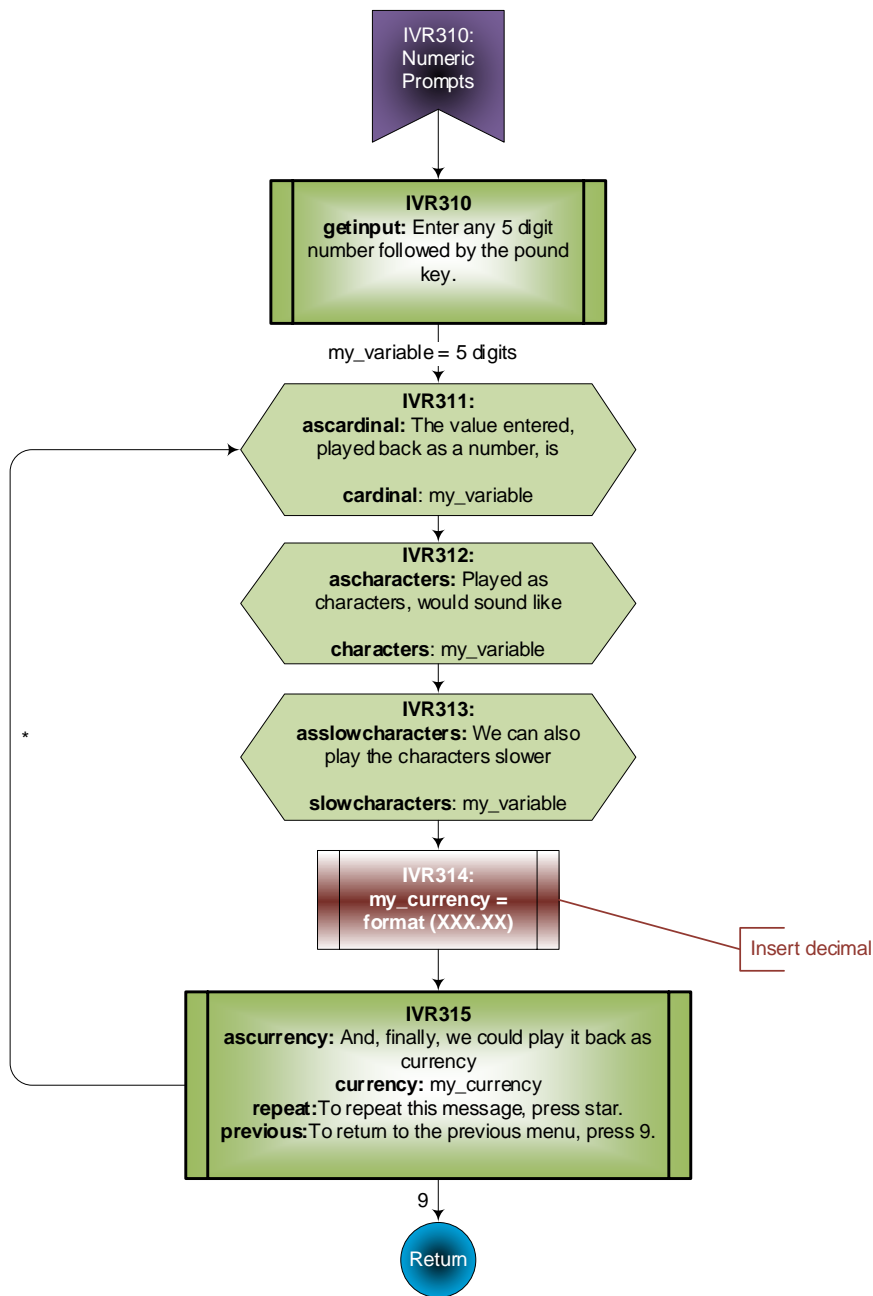 IVR310:
Numeric
Prompts
IVR310
getinput: Enter any 5 digit
number followed by the pound
key.
my_variable = 5 digits
IVR311:
ascardinal: The value entered,
played back as a number, is
cardinal: my_variable
IVR312:
ascharacters: Played as
characters, would sound like
characters: my_variable
IVR313:
asslowcharacters: We can also
play the characters slower
slowcharacters: my_variable
*
IVR314:
my_currency =
format (XXX.XX)
Insert decimal
IVR315
ascurrency: And, finally, we could play it back as
currency
currency: my_currency
repeat:To repeat this message, press star.
previous:To return to the previous menu, press 9.
9
Return